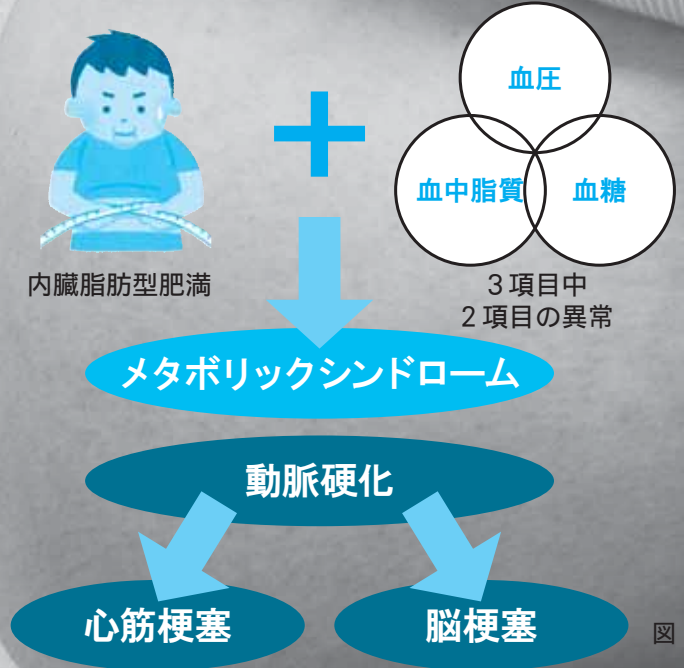 血圧
血中脂質
血糖
内臓脂肪型肥満
3項目中
2項目の異常
メタボリックシンドローム
動脈硬化
心筋梗塞
脳梗塞
図